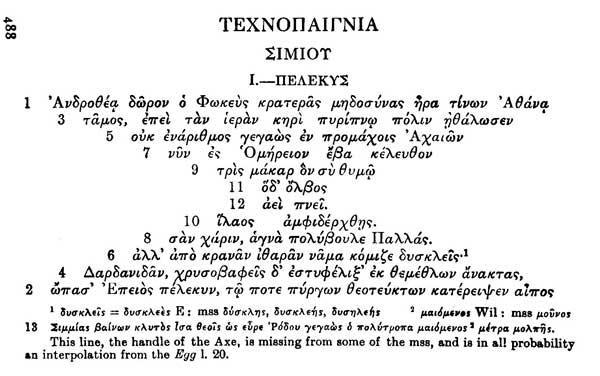 488
ΤΕΧΝΟΠΑΙΓΝΙΑ
ΣΙΜΙΟΥ
I.—ΠΕΛΕΚΥΣ
1 Ἀνδροθέᾳ δῶρον ὁ Φωκεὺς κρατερᾶς μηδοσύνας ἦρα τίνων Ἀθάνᾳ
3 τᾶμος, ἐπεὶ τὰν ἱερὰν κηρὶ πυρίπνῳ πόλιν ᾐθάλωσεν
5 οὐκ ἐνάριθμος γεγαὼς ἐν προμάχοις Ἀχαιῶν
7 νῦν ἐς Ὁμήρειον ἔβα κέλευθον
9 τρὶς μάκαρ ὃν σὺ θυμῷ
11 ὅδ᾽ ὄλβος
12 ἀεὶ πνεῖ.
10 ἵλαος ἀμφιδέρχθῃς.
8 σὰν χάριν, ἁγνὰ πολύβουλε Παλλάς.
6 ἀλλ᾽ ἀπὸ κρανᾶν ἰθαρᾶν νᾶμα κόμιζε δυσκλεῖς·¹
4 Δαρδανιδᾶν, χρυσοβαφεῖς δ᾽ ἐστυφέλιξ᾽ ἐκ θεμέθλων ἄνακτας,
2 ὤπασ᾽ Ἐπειὸς πέλεκυν, τῷ ποτε πύργων θεοτεύκτων κατέρειψεν αἶπος
¹ δυσκλεῖς = δυσκλεὲς E: mss δύσκλης, δυσκλεής, δυσηλεής ² μαιόμενος Wil: mss μοῦνος
13 Σιμμίας βαίνων κλυτὸς ἶσα θεοῖς ὡς εὗρε Ῥόδου γεγαὼς ὁ πολύτροπα μαιόμενος² μέτρα μολπῆς.
This line, the handle of the Axe, is missing from some of the mss, and is in all probability
an interpolation from the Egg l. 20.